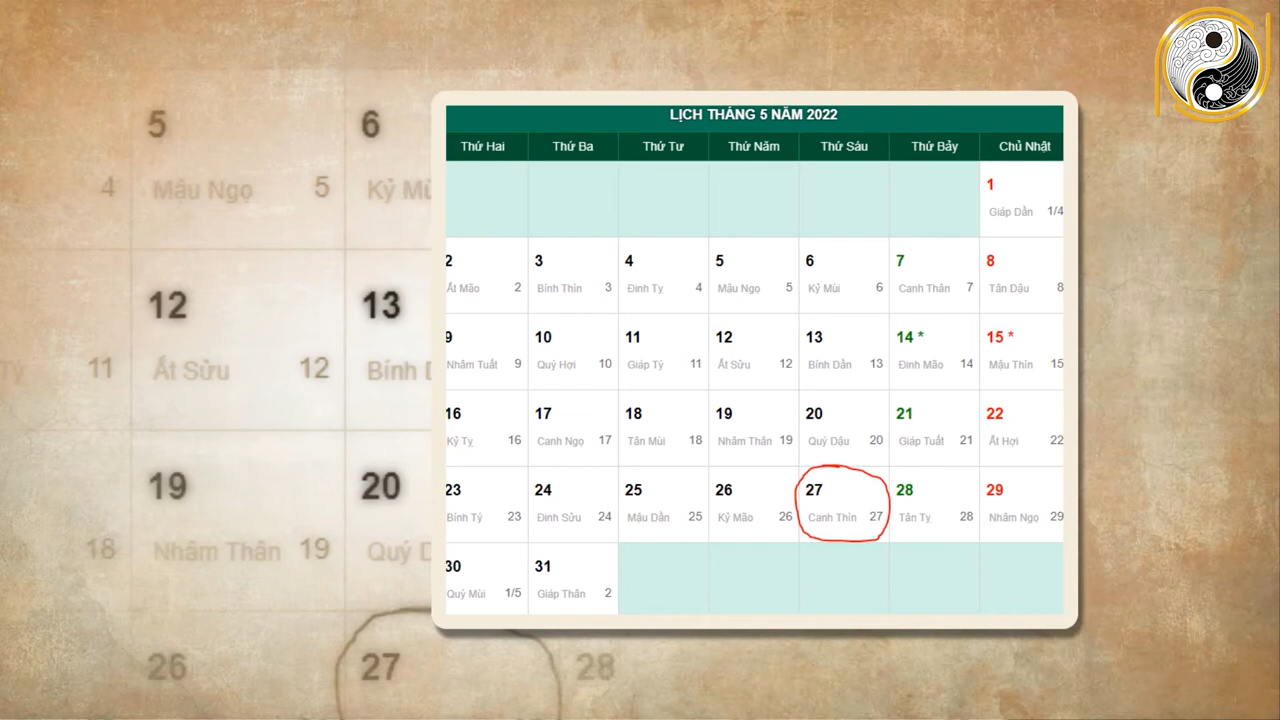 LỊCH THÁNG 5 NĂM 2022
Thứ Hai Thứ Ba Thứ Tư Thứ Năm Thứ Sáu Thứ Bảy Chủ Nhật
1
Giáp Dần 1/4
2 3 4 5 6 7 8
Ất Mão 2 Bính Thìn 3 Đinh Tỵ 4 Mậu Ngọ 5 Kỷ Mùi 6 Canh Thân 7 Tân Dậu 8
9 10 11 12 13 14 * 15 *
Nhâm Tuất 9 Quý Hợi 10 Giáp Tý 11 Ất Sửu 12 Bính Dần 13 Đinh Mão 14 Mậu Thìn 15
16 17 18 19 20 21 22
Kỷ Tỵ 16 Canh Ngọ 17 Tân Mùi 18 Nhâm Thân 19 Quý Dậu 20 Giáp Tuất 21 Ất Hợi 22
23 24 25 26 27 28 29
Bính Tý 23 Đinh Sửu 24 Mậu Dần 25 Kỷ Mão 26 Canh Thìn 27 Tân Tỵ 28 Nhâm Ngọ 29
30 31
Quý Mùi 1/5 Giáp Thân 2
5 6
4 Mậu Ngọ 5 Kỷ Mù
12 13
Tý 11 Ất Sửu 12 Bính D
19 20
18 Nhâm Thân 19 Quý D
26 27 28